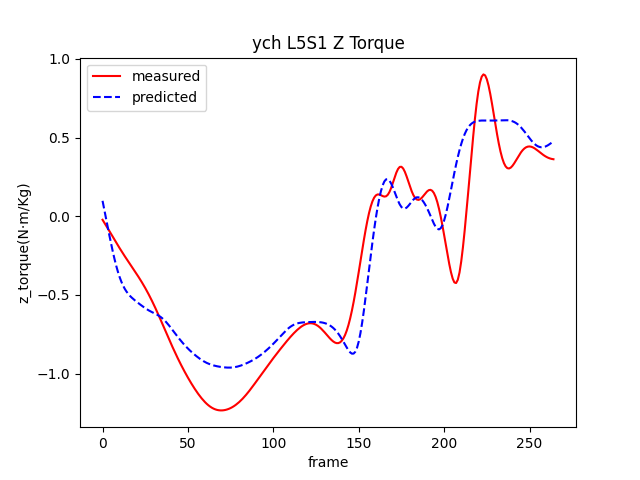 ych L5S1 Z Torque
measured
predicted
1.0
0.5
0.0
−0.5
−1.0
z_torque(N·m/Kg)
0 50 100 150 200 250
frame